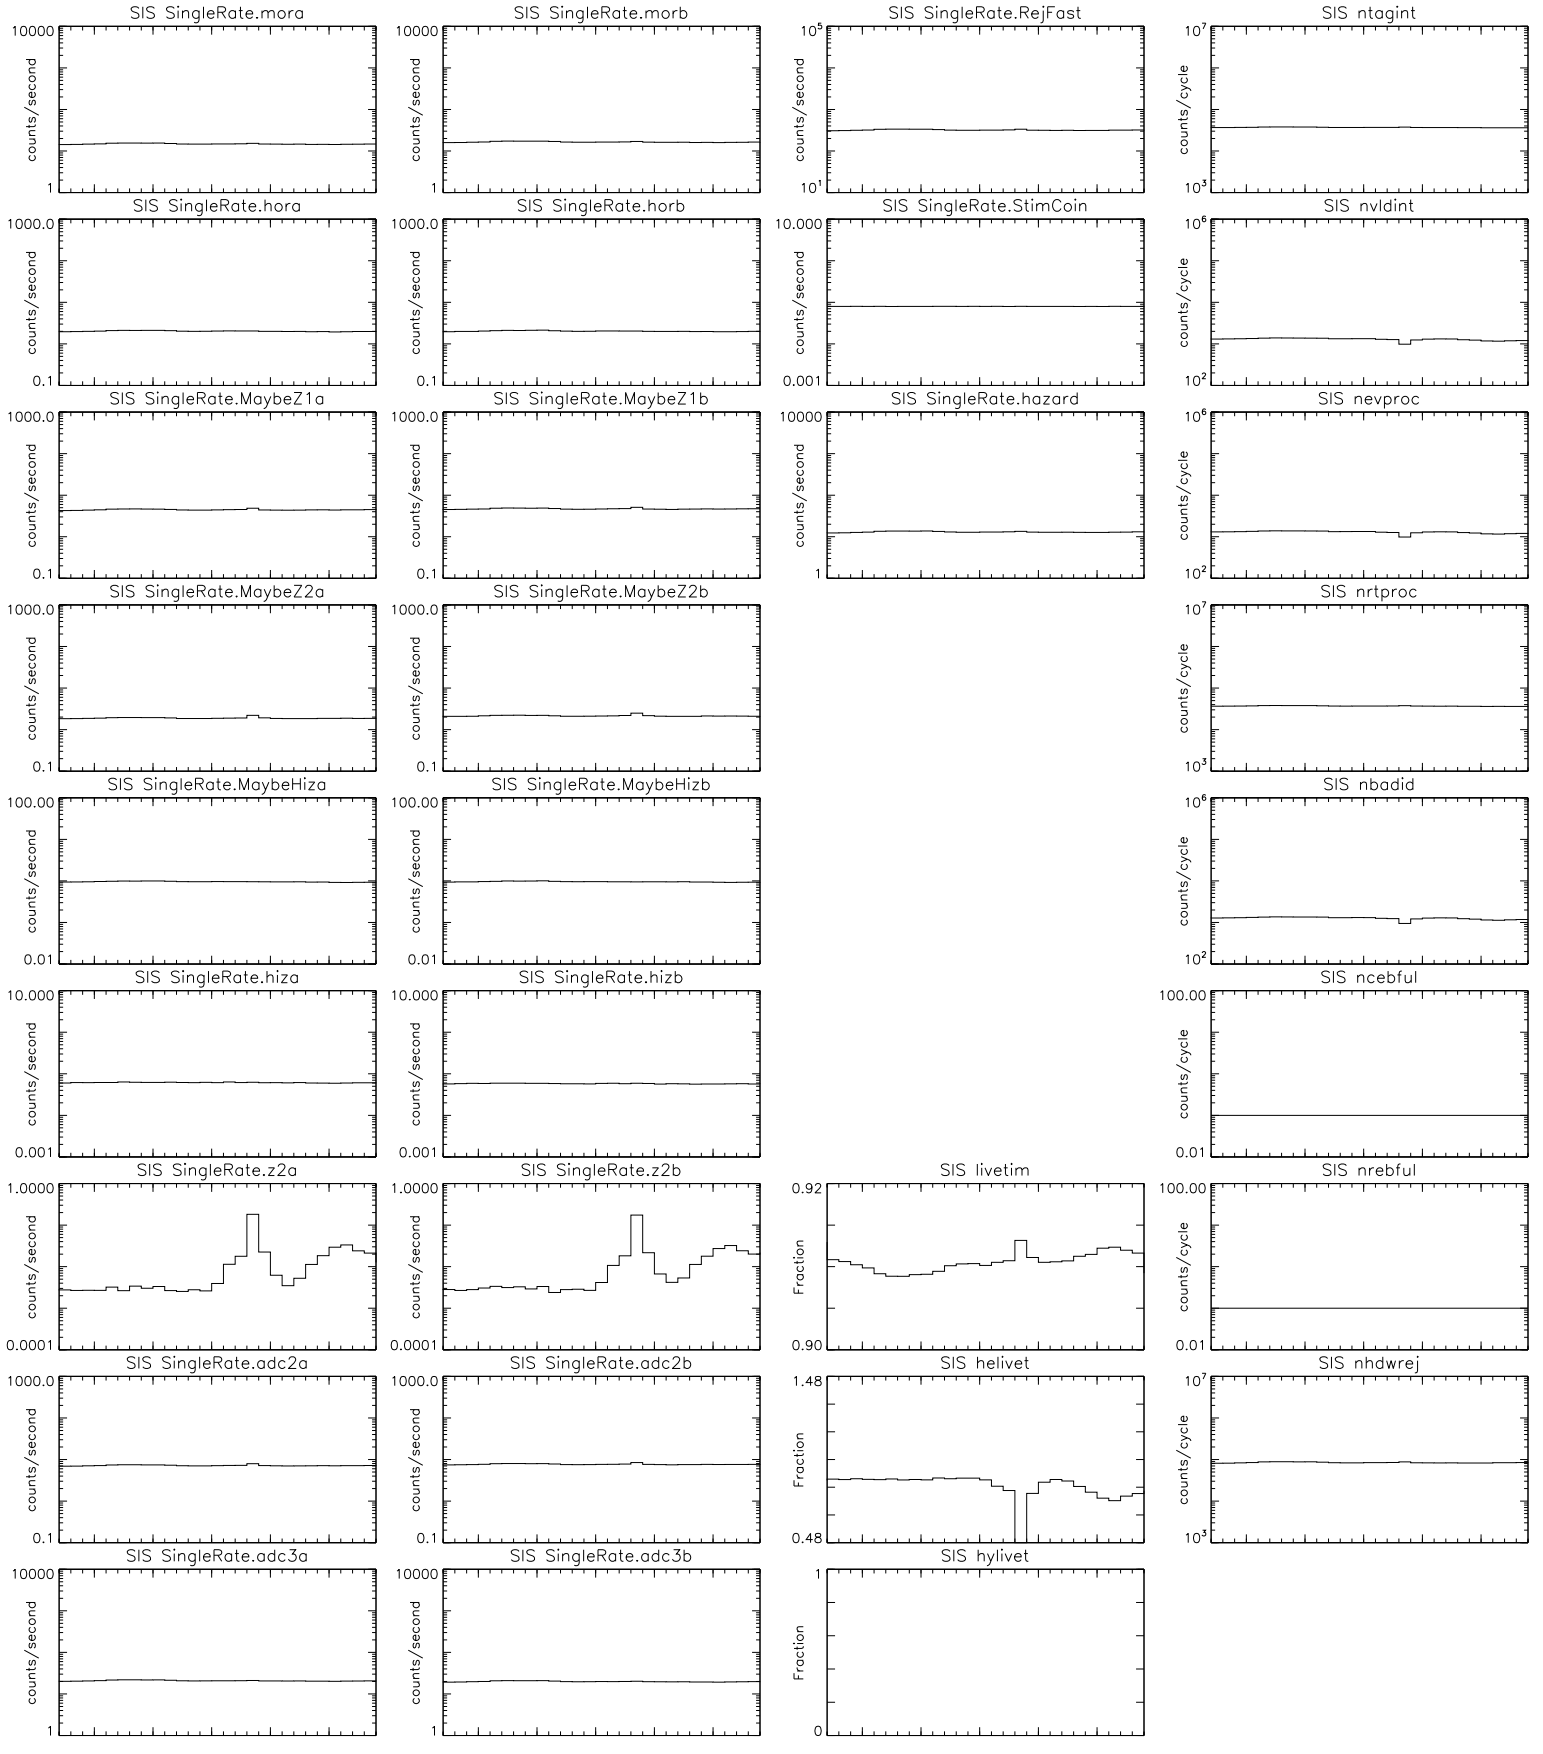 SIS SingleRate.mora
10000
counts/second
1
SIS SingleRate.morb
10000
counts/second
1
SIS SingleRate.RejFast
10^5
counts/second
10^1
SIS ntagint
10^7
counts/cycle
10^3
SIS SingleRate.hora
1000.0
counts/second
0.1
SIS SingleRate.horb
1000.0
counts/second
0.1
SIS SingleRate.StimCoin
10.000
counts/second
0.001
SIS nvldint
10^6
counts/cycle
10^2
SIS SingleRate.MaybeZ1a
1000.0
counts/second
0.1
SIS SingleRate.MaybeZ1b
1000.0
counts/second
0.1
SIS SingleRate.hazard
10000
counts/second
1
SIS nevproc
10^6
counts/cycle
10^2
SIS SingleRate.MaybeZ2a
1000.0
counts/second
0.1
SIS SingleRate.MaybeZ2b
1000.0
counts/second
0.1
SIS nrtproc
10^7
counts/cycle
10^3
SIS SingleRate.MaybeHiza
100.00
counts/second
0.01
SIS SingleRate.MaybeHizb
100.00
counts/second
0.01
SIS nbadid
10^6
counts/cycle
10^2
SIS SingleRate.hiza
10.000
counts/second
0.001
SIS SingleRate.hizb
10.000
counts/second
0.001
SIS ncebful
100.00
counts/cycle
0.01
SIS SingleRate.z2a
1.0000
counts/second
0.0001
SIS SingleRate.z2b
1.0000
counts/second
0.0001
SIS livetim
0.92
Fraction
0.90
SIS nrebful
100.00
counts/cycle
0.01
SIS SingleRate.adc2a
1000.0
counts/second
0.1
SIS SingleRate.adc2b
1000.0
counts/second
0.1
SIS helivet
1.48
Fraction
0.48
SIS nhdwrej
10^7
counts/cycle
10^3
SIS SingleRate.adc3a
10000
counts/second
1
SIS SingleRate.adc3b
10000
counts/second
1
SIS hylivet
1
Fraction
0